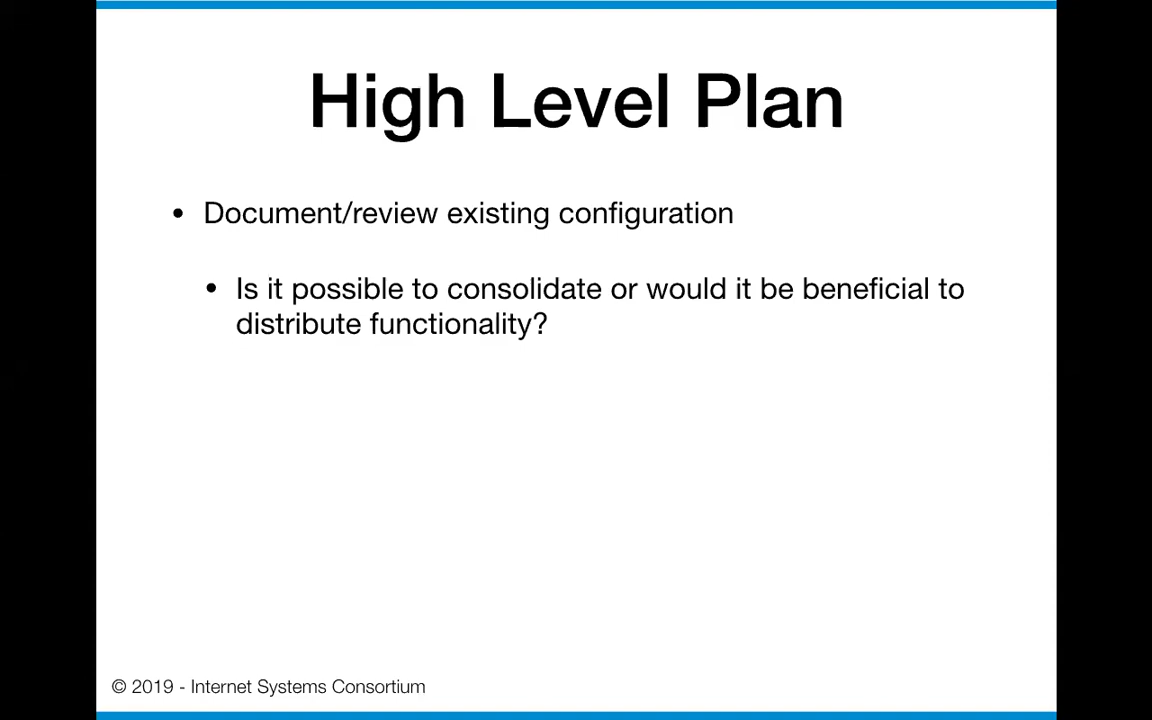 High Level Plan
• Document/review existing configuration
• Is it possible to consolidate or would it be beneficial to
distribute functionality?
© 2019 - Internet Systems Consortium